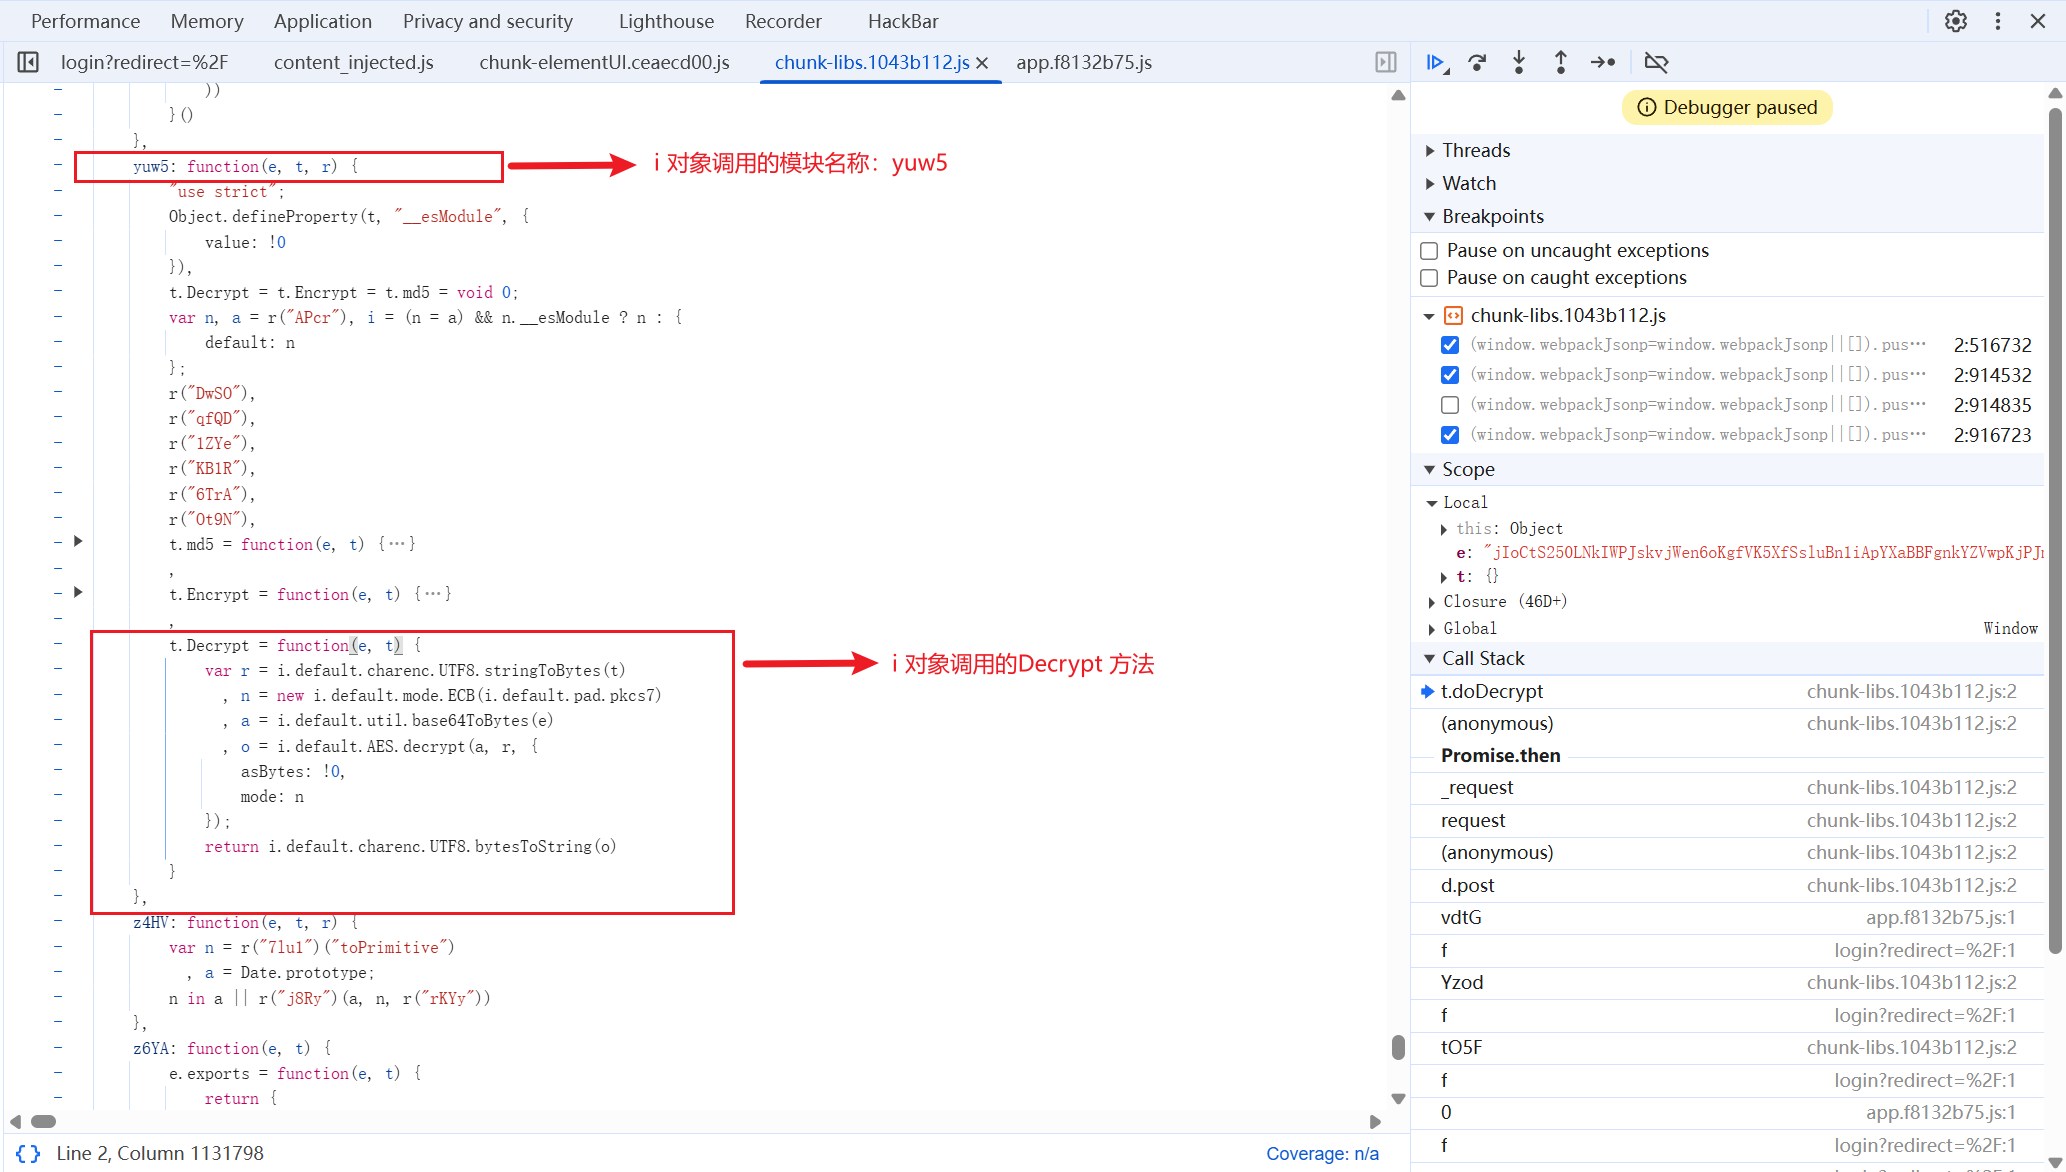 Performance Memory Application Privacy and security Lighthouse Recorder HackBar
login?redirect=%2F content_injected.js chunk-elementUI.ceaecd00.js chunk-libs.1043b112.js app.f8132b75.js
))
}()
},
yuw5: function(e, t, r) {
i 对象调用的模块名称：yuw5
"use strict";
Object.defineProperty(t, "__esModule", {
value: !0
}),
t.Decrypt = t.Encrypt = t.md5 = void 0;
var n, a = r("APcr"), i = (n = a) && n.__esModule ? n : {
default: n
};
r("DwSO"),
r("qfQD"),
r("1ZYe"),
r("KB1R"),
r("6TrA"),
r("Ot9N"),
t.md5 = function(e, t) {…}
,
t.Encrypt = function(e, t) {…}
,
t.Decrypt = function(e, t) {
var r = i.default.charenc.UTF8.stringToBytes(t)
, n = new i.default.mode.ECB(i.default.pad.pkcs7)
, a = i.default.util.base64ToBytes(e)
, o = i.default.AES.decrypt(a, r, {
asBytes: !0,
mode: n
});
return i.default.charenc.UTF8.bytesToString(o)
}
},
i 对象调用的Decrypt 方法
z4HV: function(e, t, r) {
var n = r("7lu1")("toPrimitive")
, a = Date.prototype;
n in a || r("j8Ry")(a, n, r("rKYy"))
},
z6YA: function(e, t) {
e.exports = function(e, t) {
return {
{} Line 2, Column 1131798
Coverage: n/a
Debugger paused
Threads
Watch
Breakpoints
Pause on uncaught exceptions
Pause on caught exceptions
chunk-libs.1043b112.js
(window.webpackJsonp=window.webpackJsonp||[]).pus… 2:516732
(window.webpackJsonp=window.webpackJsonp||[]).pus… 2:914532
(window.webpackJsonp=window.webpackJsonp||[]).pus… 2:914835
(window.webpackJsonp=window.webpackJsonp||[]).pus… 2:916723
Scope
Local
this: Object
e:
t: {}
Closure (46D+)
Global Window
Call Stack
t.doDecrypt chunk-libs.1043b112.js:2
(anonymous) chunk-libs.1043b112.js:2
Promise.then
_request chunk-libs.1043b112.js:2
request chunk-libs.1043b112.js:2
(anonymous) chunk-libs.1043b112.js:2
d.post chunk-libs.1043b112.js:2
vdtG app.f8132b75.js:1
f login?redirect=%2F:1
Yzod chunk-libs.1043b112.js:2
f login?redirect=%2F:1
tO5F chunk-libs.1043b112.js:2
f login?redirect=%2F:1
0 app.f8132b75.js:1
f login?redirect=%2F:1